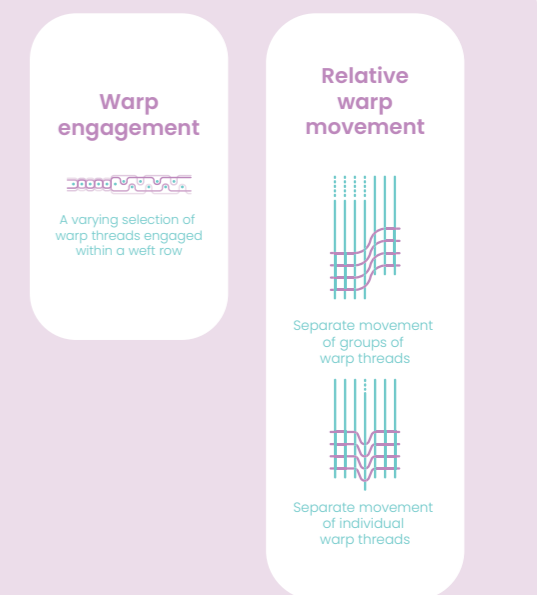 Warp
engagement
A varying selection of
warp threads engaged
within a weft row
Relative
warp
movement
Separate movement
of groups of
warp threads
Separate movement
of individual
warp threads